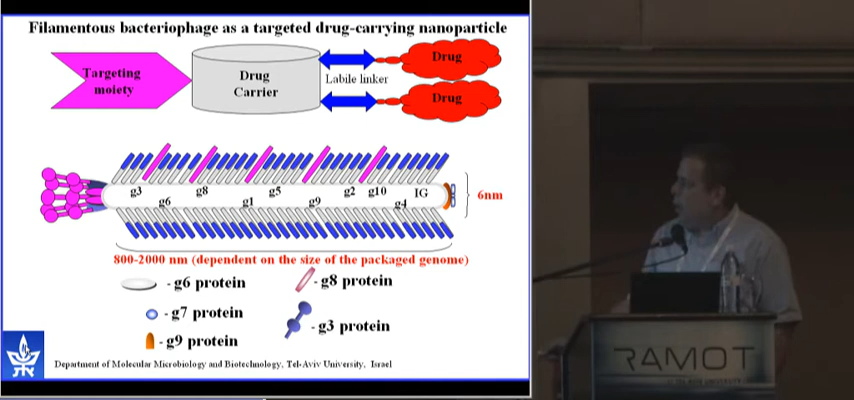 Filamentous bacteriophage as a targeted drug-carrying nanoparticle
Targeting
moiety
Drug
Carrier
Labile linker
Drug
Drug
g3
g6
g8
g1
g5
g9
g2
g10
g4
IG
6nm
800-2000 nm (dependent on the size of the packaged genome)
- g6 protein
- g8 protein
- g7 protein
- g3 protein
- g9 protein
Department of Molecular Microbiology and Biotechnology, Tel-Aviv University, Israel
RAMOT